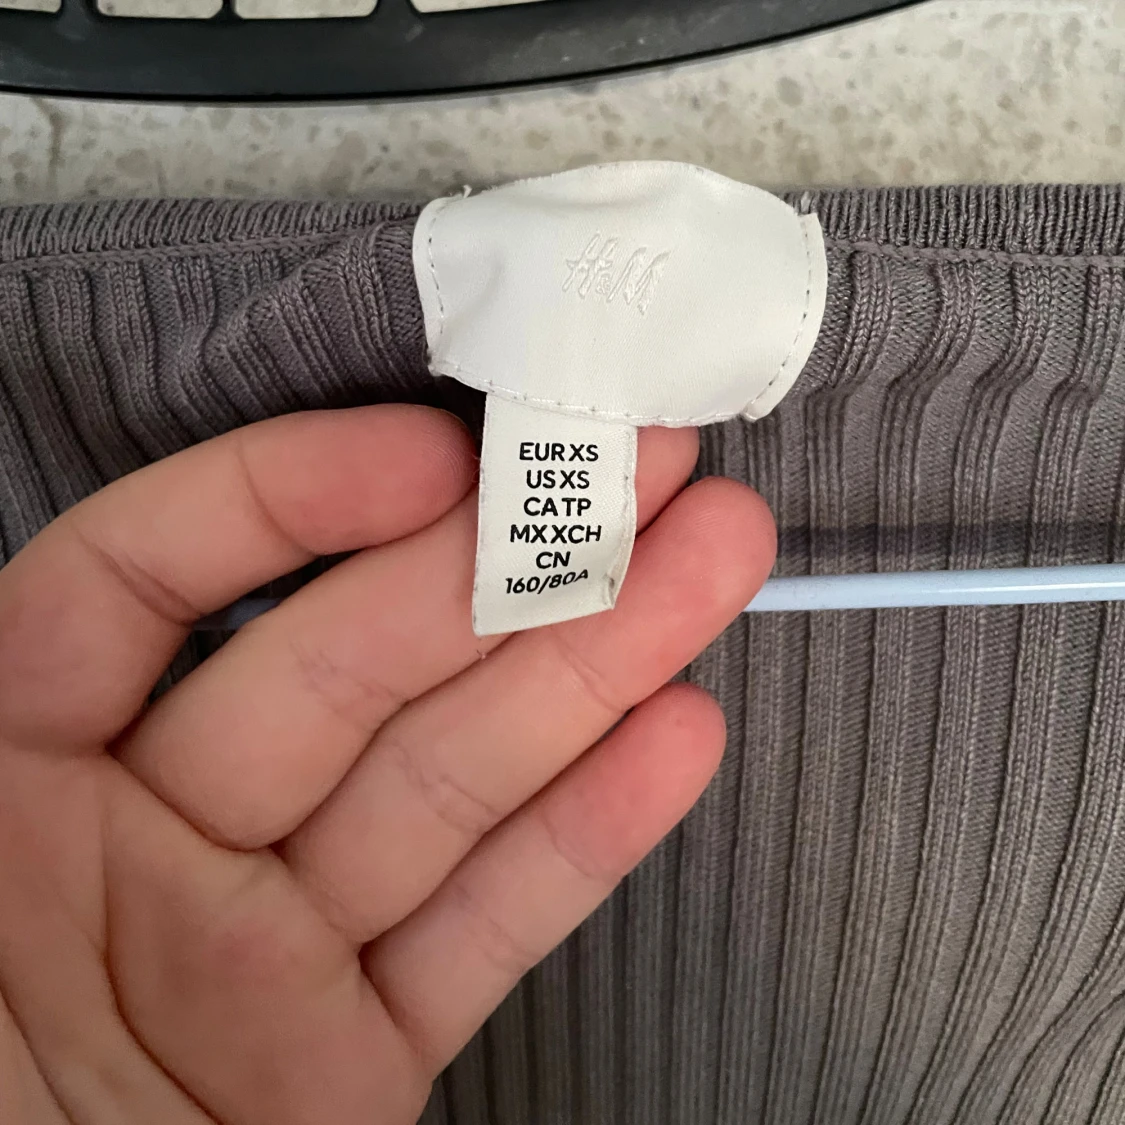 H&M
EUR XS
US XS
CA TP
MX XCH
CN
160/80A